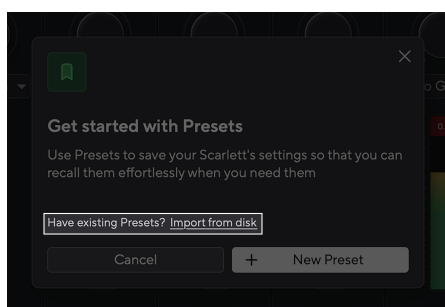 Get started with Presets
Use Presets to save your Scarlett's settings so that you can
recall them effortlessly when you need them
Have existing Presets? Import from disk
Cancel
+ New Preset